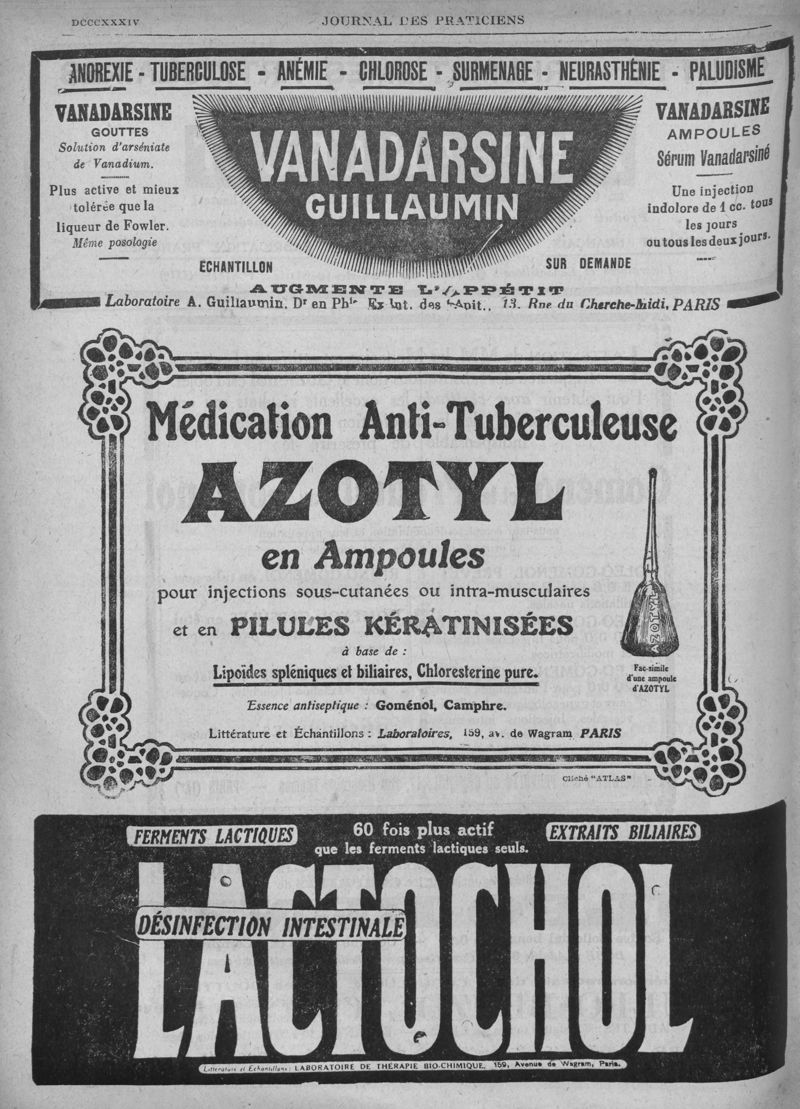 DCCCXXXIV
JOURNAL DES PRATICIENS
ANOREXIE - TUBERCULOSE - ANÉMIE - CHLOROSE - SURMENAGE - NEURASTHÉNIE - PALUDISME
VANADARSINE
GOUTTES
Solution d'arséniate
de Vanadium.
Plus active et mieux
tolérée que la
liqueur de Fowler.
Même posologie
VANADARSINE
GUILLAUMIN
ECHANTILLON
SUR DEMANDE
VANADARSINE
AMPOULES
Sérum Vanadarsiné
Une injection
indolore de 1 cc. tous
les jours
ou tous les deux jours.
AUGMENTE L'APPÉTIT
Laboratoire A. Guillaumin, Dr en Phie Ex Int. des Hôpit., 13, Rue du Cherche-Midi, PARIS
Médication Anti-Tuberculeuse
AZOTYL
en Ampoules
pour injections sous-cutanées ou intra-musculaires
et en PILULES KÉRATINISÉES
à base de :
Lipoïdes spléniques et biliaires, Chloresterine pure.
Essence antiseptique : Goménol, Camphre.
Littérature et Échantillons : Laboratoires, 159, av. de Wagram PARIS
AZOTYL
Fac-simile
d'une ampoule
d'AZOTYL
Cliché "ATLAS"
FERMENTS LACTIQUES
60 fois plus actif
que les ferments lactiques seuls.
EXTRAITS BILIAIRES
LACTOCHOL
DÉSINFECTION INTESTINALE
Littérature et Echantillons : LABORATOIRE DE THÉRAPIE BIO-CHIMIQUE, 159, Avenue de Wagram, Paris.